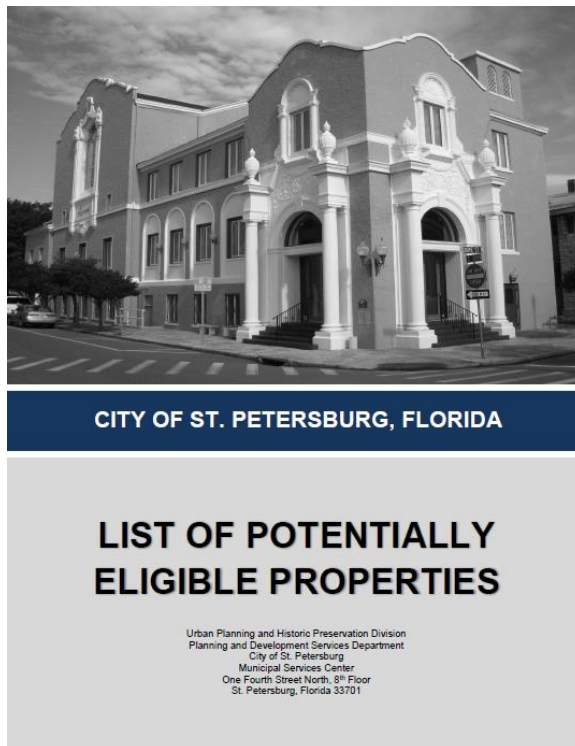 CITY OF ST. PETERSBURG, FLORIDA
LIST OF POTENTIALLY
ELIGIBLE PROPERTIES
Urban Planning and Historic Preservation Division
Planning and Development Services Department
City of St. Petersburg
Municipal Services Center
One Fourth Street North, 8th Floor
St. Petersburg, Florida 33701